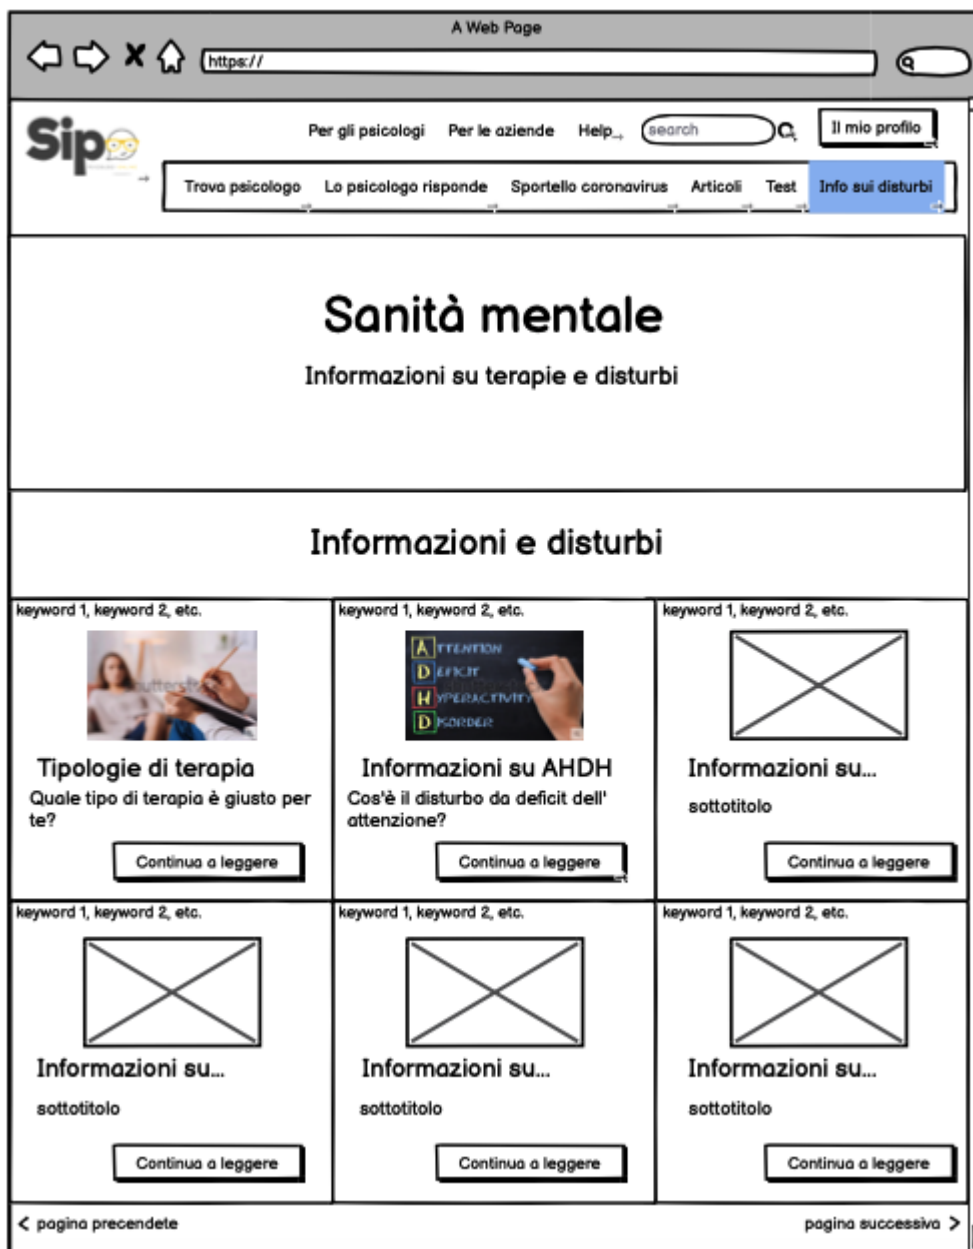 A Web Page
https://
Sip
Per gli psicologi Per le aziende Help search Il mio profilo
Trova psicologo Lo psicologo risponde Sportello coronavirus Articoli Test Info sui disturbi
Sanità mentale
Informazioni su terapie e disturbi
Informazioni e disturbi
keyword 1, keyword 2, etc.
Tipologie di terapia
Quale tipo di terapia è giusto per
te?
Continua a leggere
keyword 1, keyword 2, etc.
ATTENTION
DEFICIT
HYPERACTIVITY
DISORDER
Informazioni su AHDH
Cos'è il disturbo da deficit dell'
attenzione?
Continua a leggere
keyword 1, keyword 2, etc.
Informazioni su...
sottotitolo
Continua a leggere
keyword 1, keyword 2, etc.
Informazioni su...
sottotitolo
Continua a leggere
keyword 1, keyword 2, etc.
Informazioni su...
sottotitolo
Continua a leggere
keyword 1, keyword 2, etc.
Informazioni su...
sottotitolo
Continua a leggere
< pagina precendete
pagina successiva >